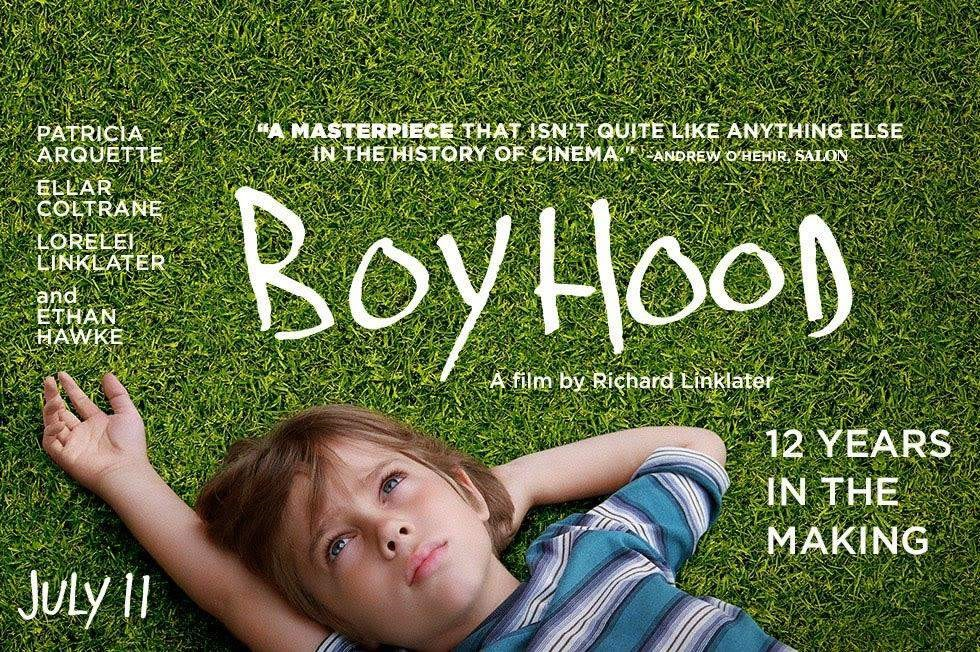 PATRICIA
ARQUETTE
ELLAR
COLTRANE
LORELEI
LINKLATER
and
ETHAN
HAWKE
"A MASTERPIECE THAT ISN'T QUITE LIKE ANYTHING ELSE
IN THE HISTORY OF CINEMA." -ANDREW O'HEHIR, SALON
BOYHOOD
A film by Richard Linklater
12 YEARS
IN THE
MAKING
JULY 11